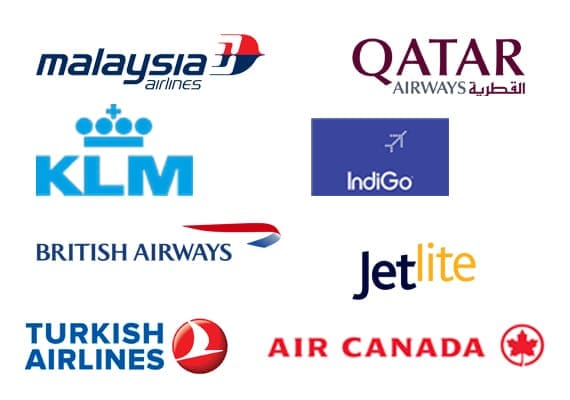 malaysia
airlines
QATAR
AIRWAYS القطرية
KLM
IndiGo
BRITISH AIRWAYS
Jetlite
TURKISH
AIRLINES
AIR CANADA